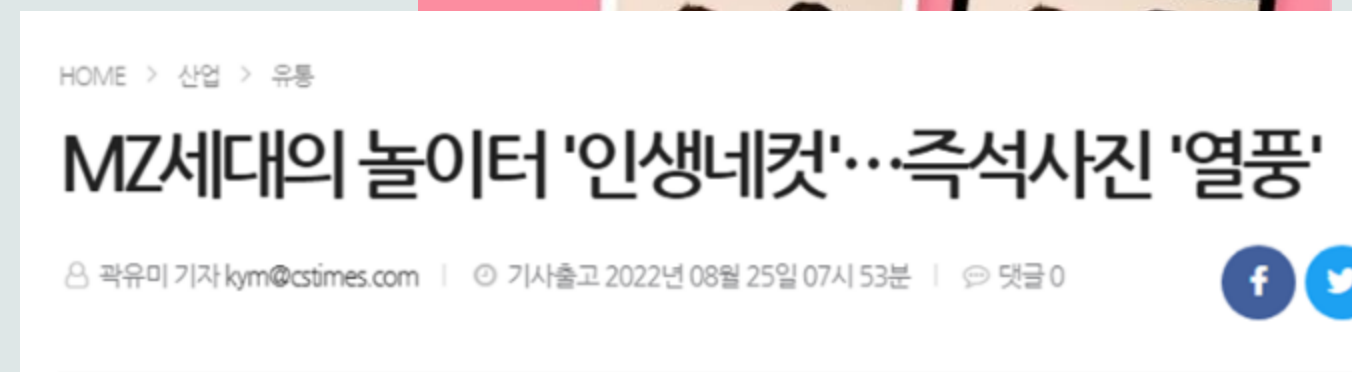 HOME > 산업 > 유통
MZ세대의 놀이터 '인생네컷'…즉석사진 '열풍'
곽유미 기자 kym@cstimes.com | 기사출고 2022년 08월 25일 07시 53분 | 댓글 0